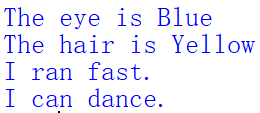 The eye is Blue
The hair is Yellow
I ran fast.
I can dance.